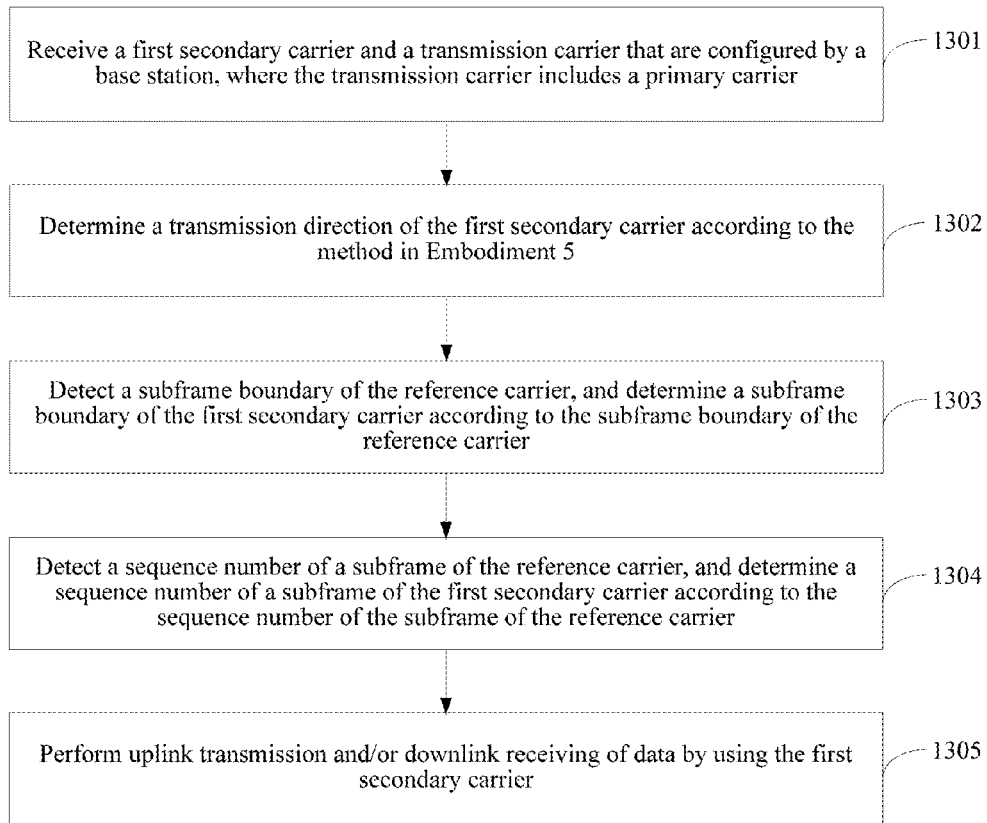 Receive a first secondary carrier and a transmission carrier that are configured by a
base station, where the transmission carrier includes a primary carrier
1301
Determine a transmission direction of the first secondary carrier according to the
method in Embodiment 5
1302
Detect a subframe boundary of the reference carrier, and determine a subframe
boundary of the first secondary carrier according to the subframe boundary of the
reference carrier
1303
Detect a sequence number of a subframe of the reference carrier, and determine a
sequence number of a subframe of the first secondary carrier according to the
sequence number of the subframe of the reference carrier
1304
Perform uplink transmission and/or downlink receiving of data by using the first
secondary carrier
1305